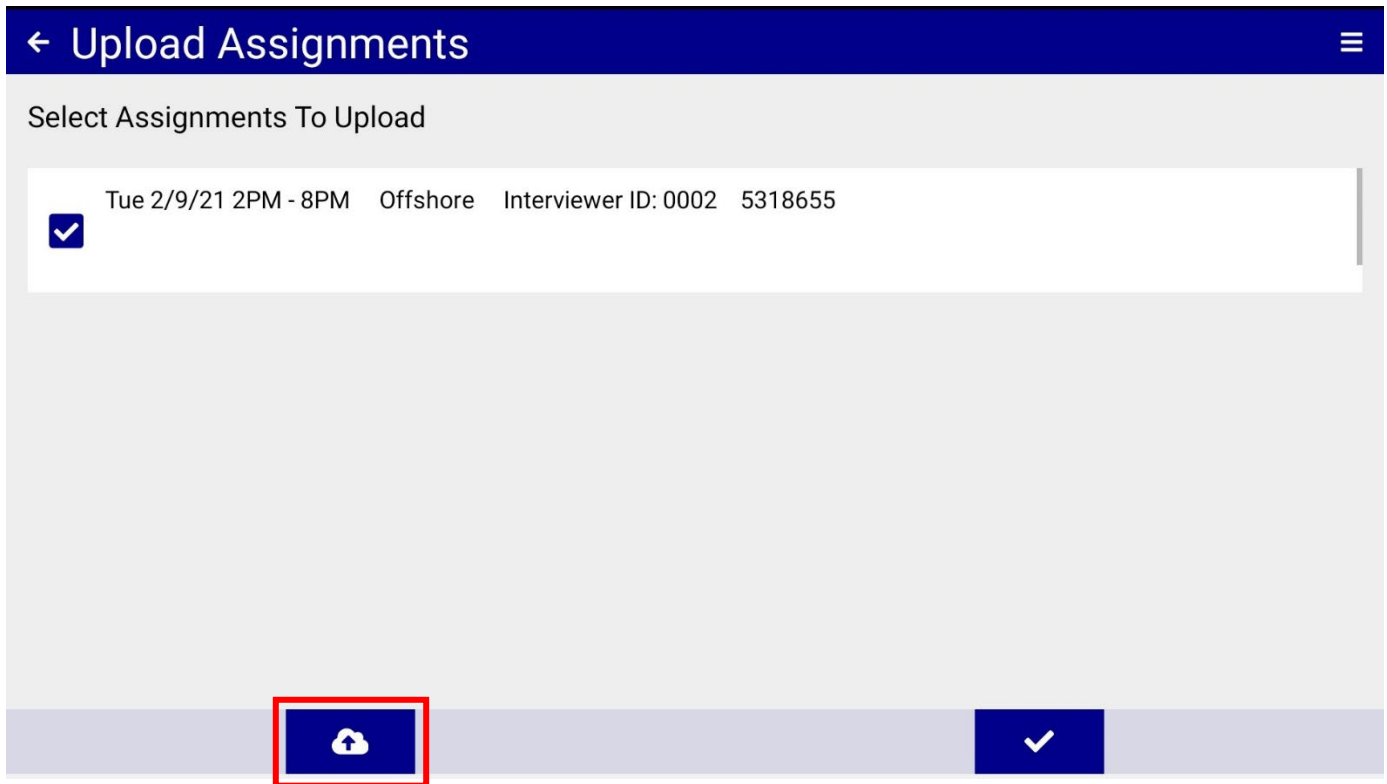 Upload Assignments
Select Assignments To Upload
Tue 2/9/21 2PM - 8PM Offshore Interviewer ID: 0002 5318655